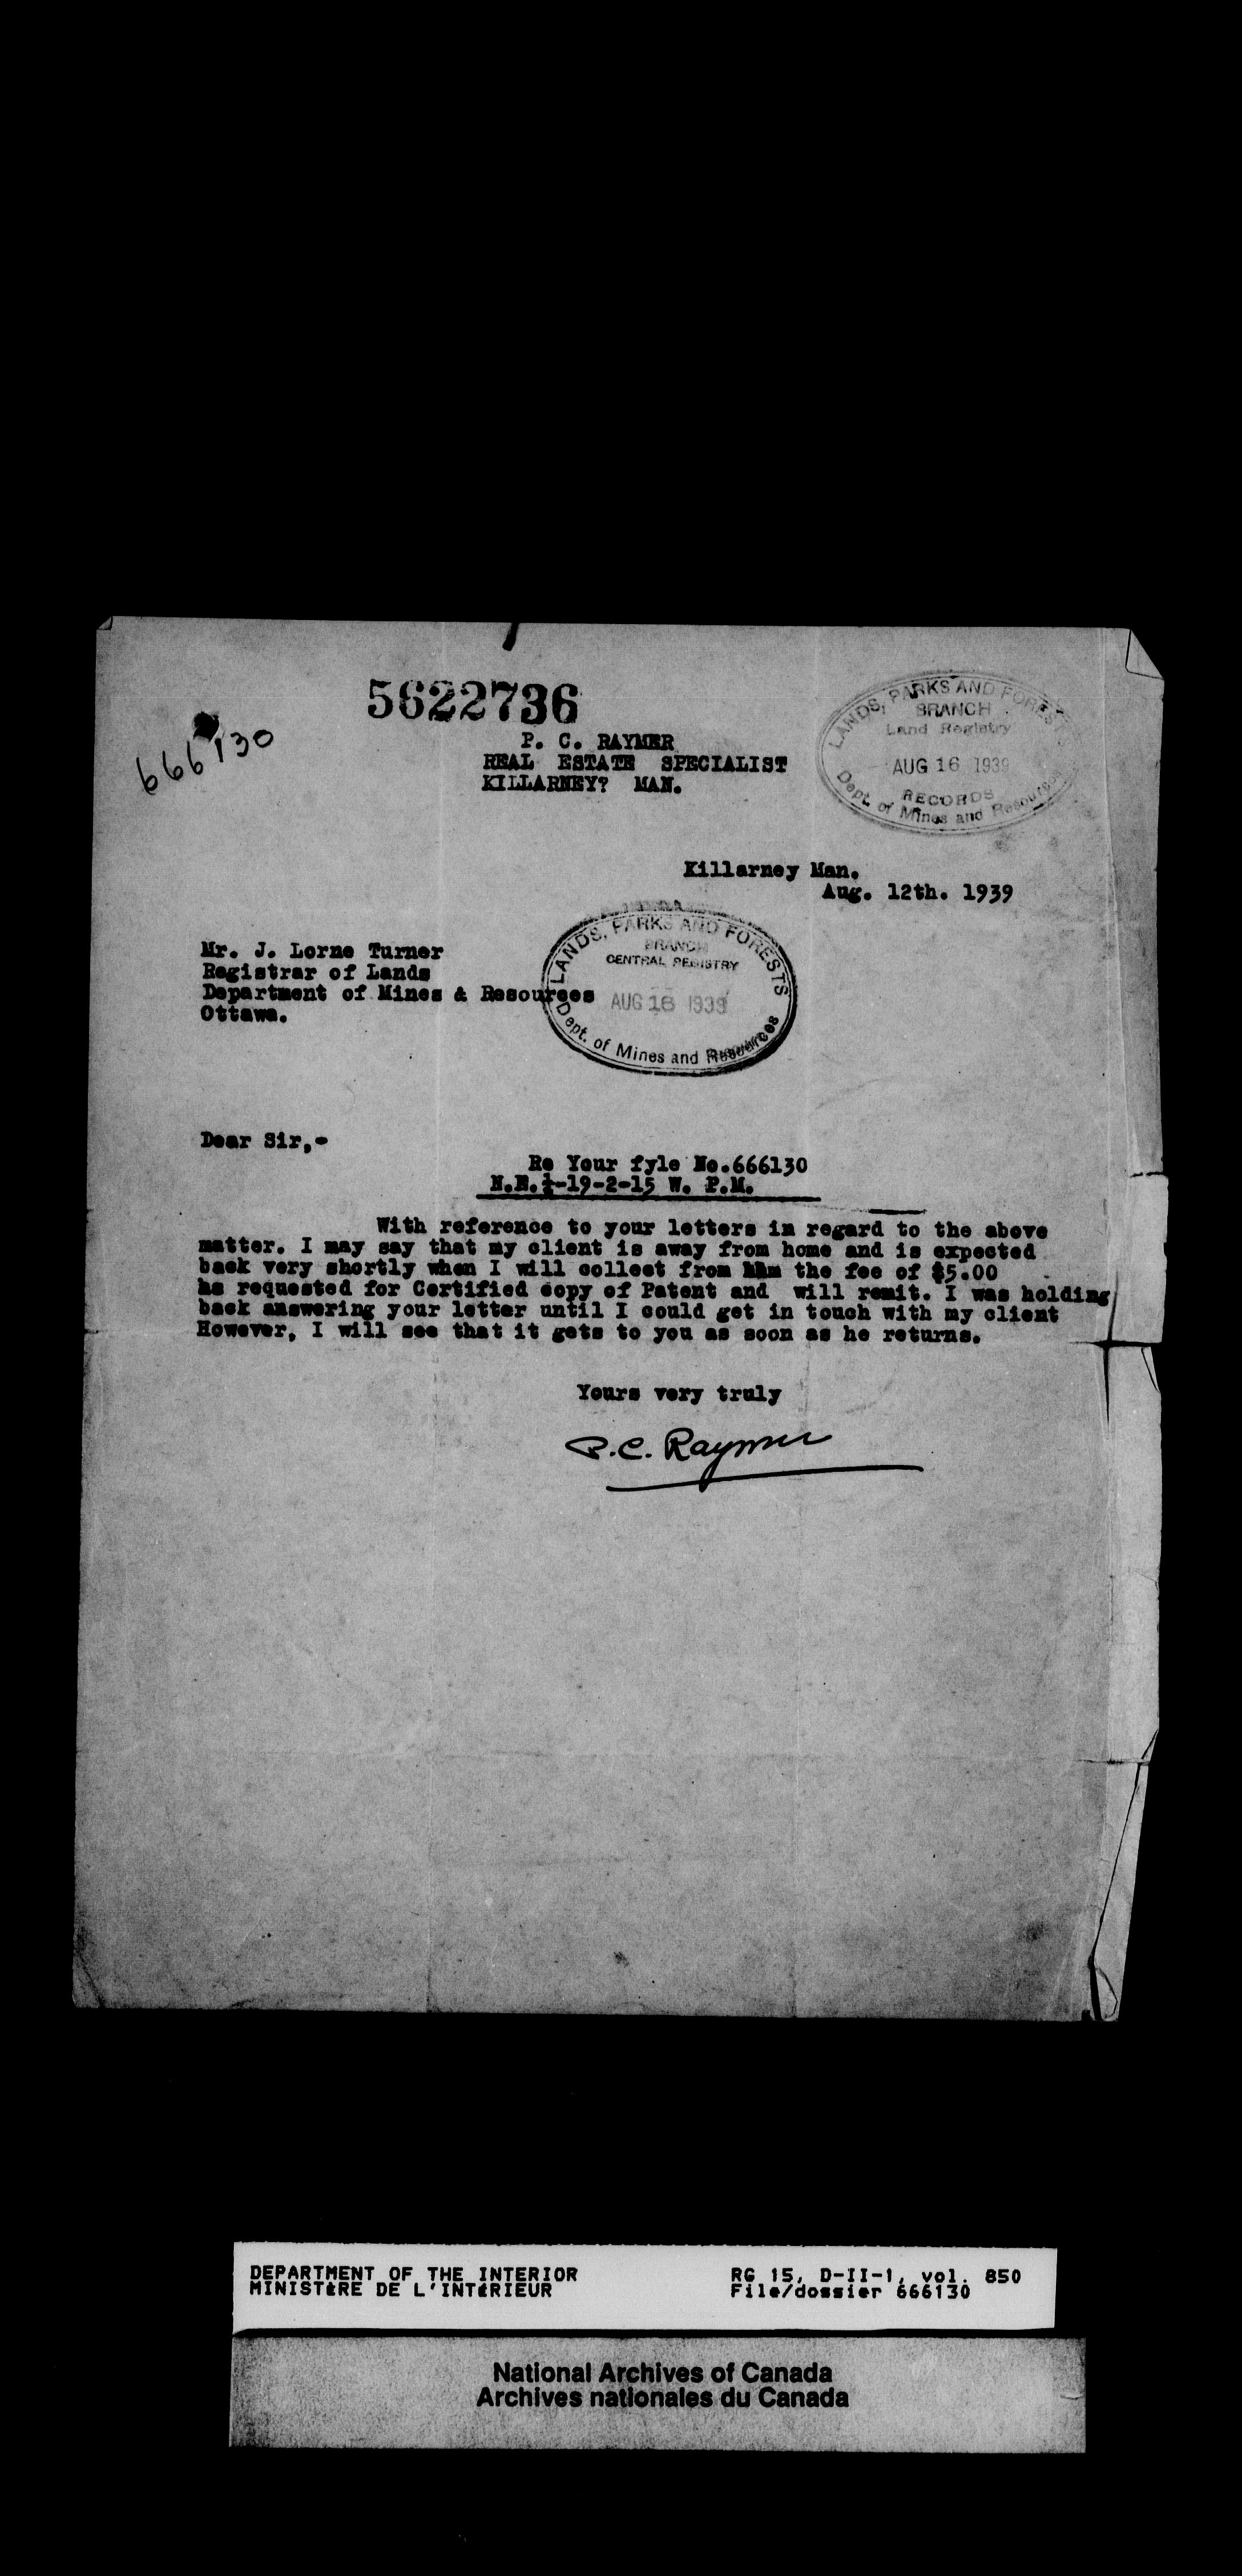 5622736
666130
P. C. RAYMER
REAL ESTATE SPECIALIST
KILLARNEY? MAN.
LANDS, PARKS AND FORESTS
BRANCH
Land Registry
AUG 16 1939
RECORDS
Dept. of Mines and Resources
Killarney Man.
Aug. 12th. 1939
Mr. J. Lorne Turner
Registrar of Lands
Department of Mines & Resources
Ottawa.
LANDS, PARKS AND FORESTS
BRANCH
CENTRAL REGISTRY
AUG 16 1939
Dept. of Mines and Resources
Dear Sir,-
Re Your fyle No.666130
N.E.¼-19-2-15 W. P.M.
With reference to your letters in regard to the above
matter. I may say that my client is away from home and is expected
back very shortly when I will collect from him the fee of $5.00
as requested for Certified copy of Patent and will remit. I was holding
back answering your letter until I could get in touch with my client
However, I will see that it gets to you as soon as he returns.
Yours very truly
P.C. Raymer
DEPARTMENT OF THE INTERIOR
MINISTÈRE DE L'INTÉRIEUR
RG 15, D-II-1, vol. 850
File/dossier 666130
National Archives of Canada
Archives nationales du Canada